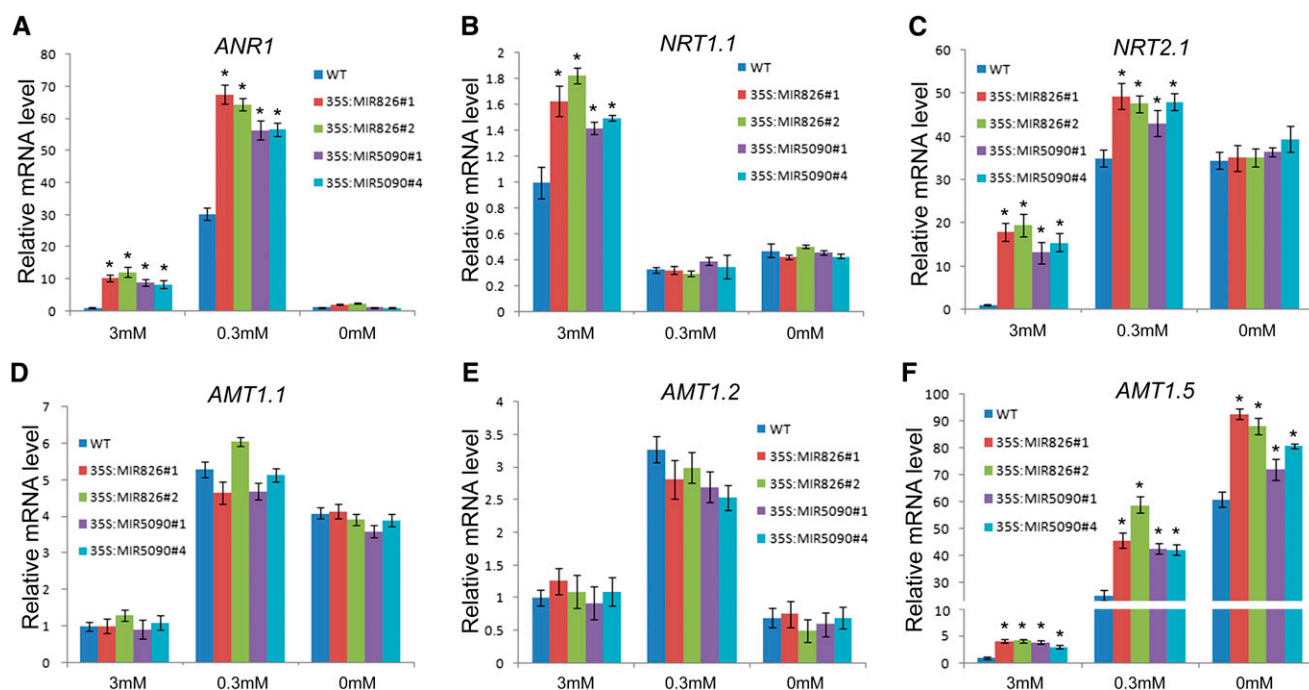 A
ANR1
Relative mRNA level
80
70
60
50
40
30
20
10
0
WT
35S:MIR826#1
35S:MIR826#2
35S:MIR5090#1
35S:MIR5090#4
* * * *
* * * *
3mM 0.3mM 0mM
B
NRT1.1
Relative mRNA level
2
1.8
1.6
1.4
1.2
1
0.8
0.6
0.4
0.2
0
WT
35S:MIR826#1
35S:MIR826#2
35S:MIR5090#1
35S:MIR5090#4
* * * *
3mM 0.3mM 0mM
C
NRT2.1
Relative mRNA level
60
50
40
30
20
10
0
WT
35S:MIR826#1
35S:MIR826#2
35S:MIR5090#1
35S:MIR5090#4
* * * *
* * * *
3mM 0.3mM 0mM
D
AMT1.1
Relative mRNA level
7
6
5
4
3
2
1
0
WT
35S:MIR826#1
35S:MIR826#2
35S:MIR5090#1
35S:MIR5090#4
3mM 0.3mM 0mM
E
AMT1.2
Relative mRNA level
4
3.5
3
2.5
2
1.5
1
0.5
0
WT
35S:MIR826#1
35S:MIR826#2
35S:MIR5090#1
35S:MIR5090#4
3mM 0.3mM 0mM
F
AMT1.5
Relative mRNA level
100
90
80
70
60
50
40
30
10
5
0
WT
35S:MIR826#1
35S:MIR826#2
35S:MIR5090#1
35S:MIR5090#4
* * * *
* * * *
* * * *
3mM 0.3mM 0mM